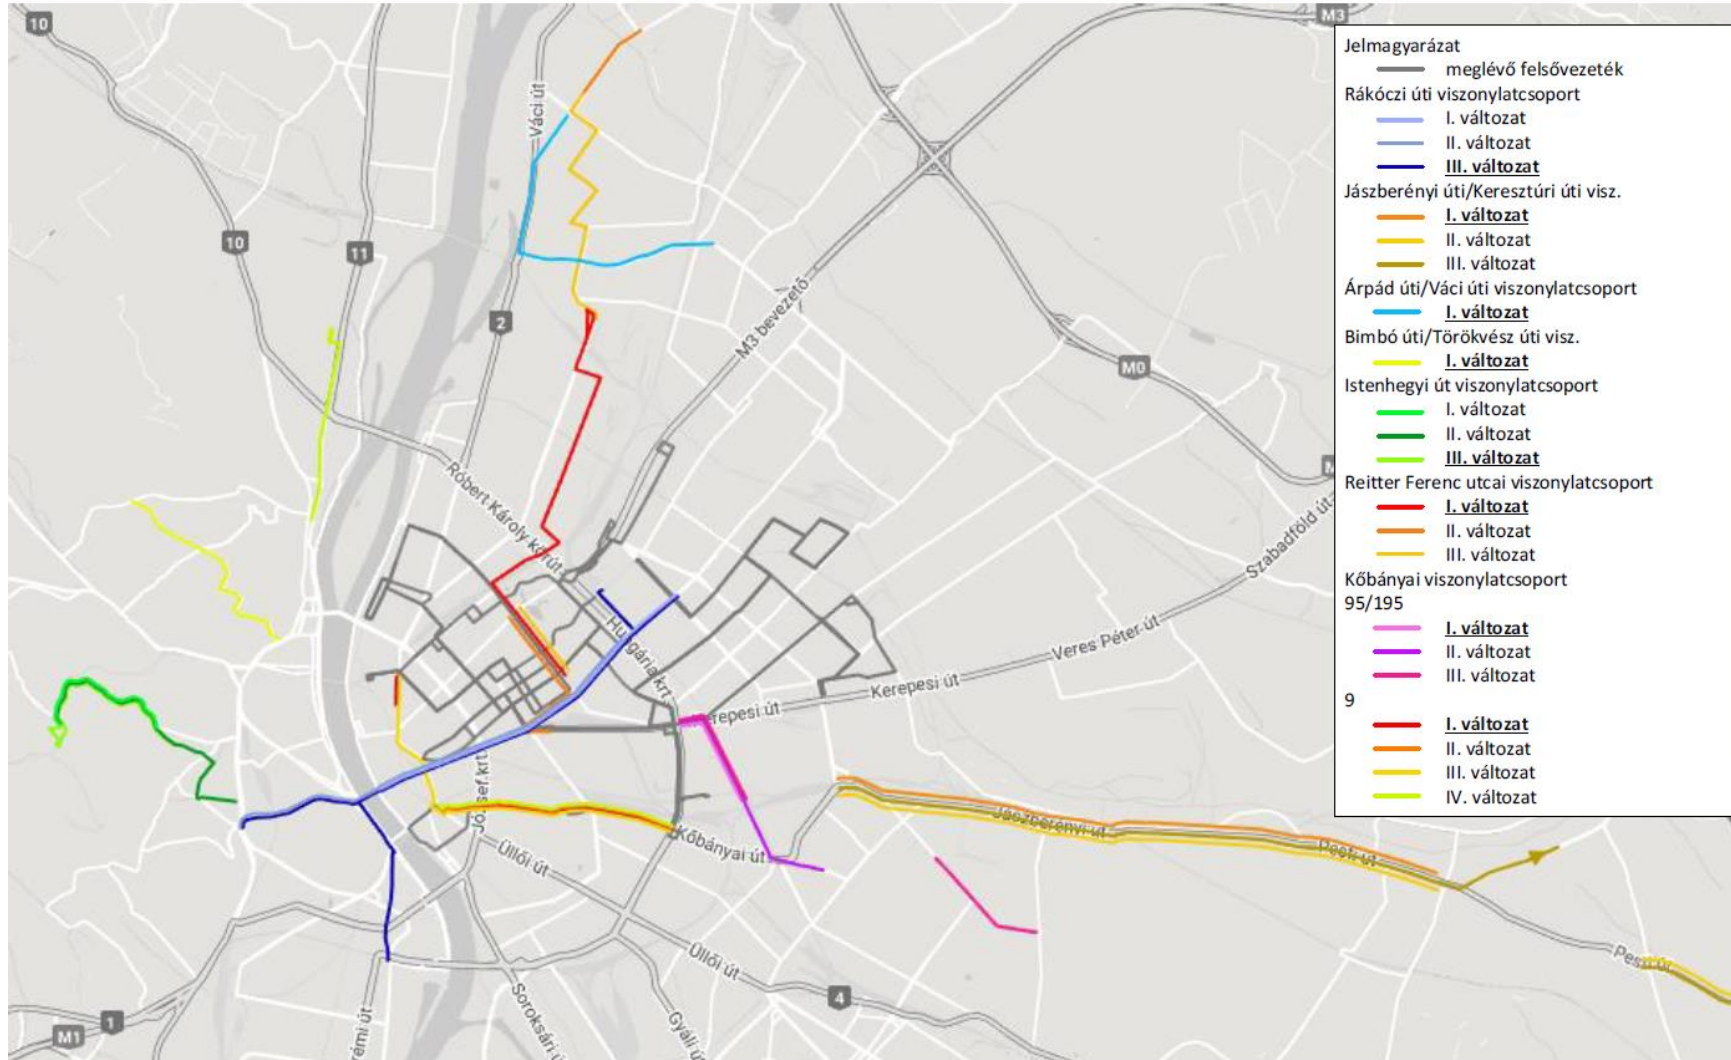 10
M3
Váci út
10
11
2
M3 bevezető
M0
Róbert Károly körút
Hungária krt
Szabadföld út
Veres Péter út
Kerepesi út
József krt
Kőbányai út
Jászberényi út
Pesti út
Pesti út
Üllői út
Üllői út
4
Soroksári
Gyáli
1
M1
Jelmagyarázat
meglévő felsővezeték
Rákóczi úti viszonylatcsoport
I. változat
II. változat
III. változat
Jászberényi úti/Keresztúri úti visz.
I. változat
II. változat
III. változat
Árpád úti/Váci úti viszonylatcsoport
I. változat
Bimbó úti/Törökvész úti visz.
I. változat
Istenhegyi út viszonylatcsoport
I. változat
II. változat
III. változat
Reitter Ferenc utcai viszonylatcsoport
I. változat
II. változat
III. változat
Kőbányai viszonylatcsoport
95/195
I. változat
II. változat
III. változat
9
I. változat
II. változat
III. változat
IV. változat